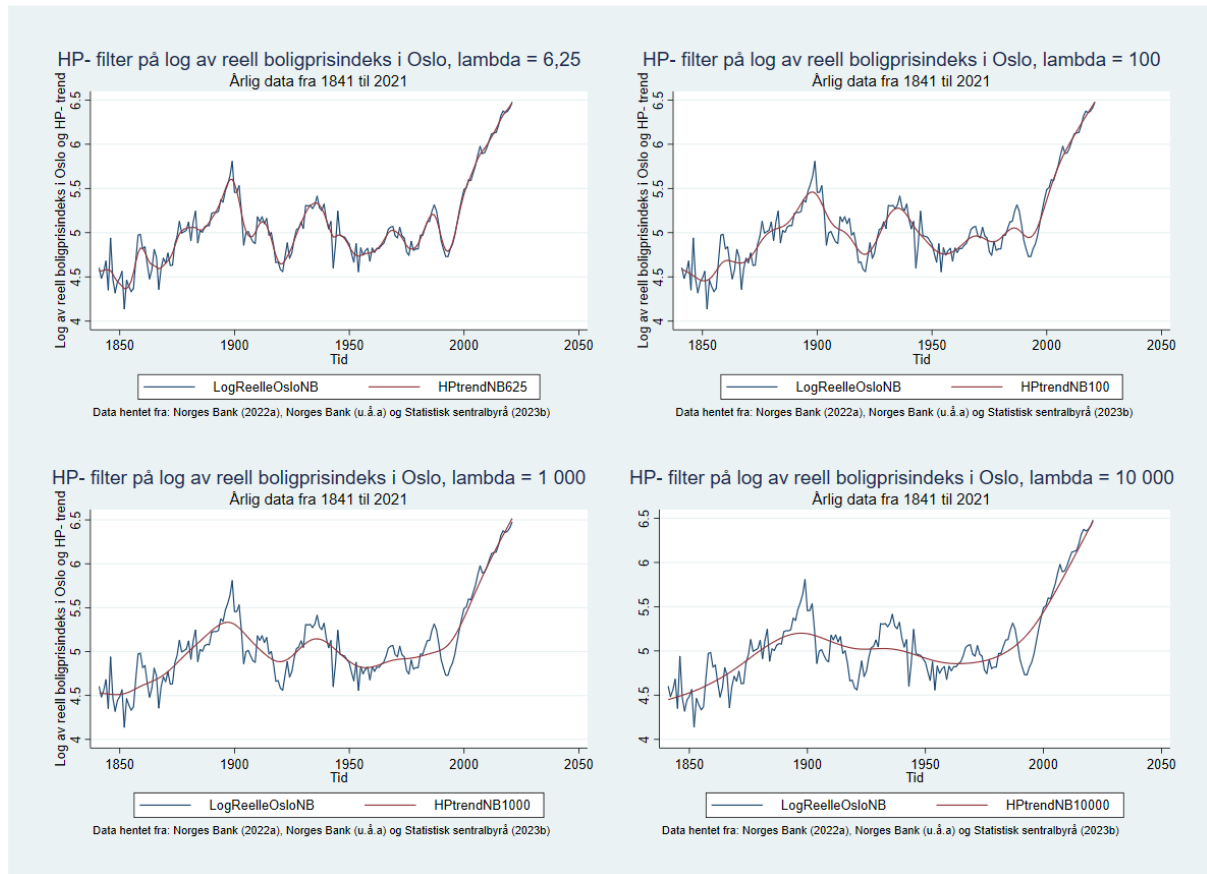 HP- filter på log av reell boligprisindeks i Oslo, lambda = 6,25
Årlig data fra 1841 til 2021
Log av reell boligprisindeks i Oslo og HP- trend
6.5
6
5.5
5
4.5
4
1850
1900
1950
2000
2050
Tid
LogReelleOsloNB
HPtrendNB625
Data hentet fra: Norges Bank (2022a), Norges Bank (u.å.a) og Statistisk sentralbyrå (2023b)
HP- filter på log av reell boligprisindeks i Oslo, lambda = 100
Årlig data fra 1841 til 2021
Log av reell boligprisindeks i Oslo og HP- trend
6.5
6
5.5
5
4.5
4
1850
1900
1950
2000
2050
Tid
LogReelleOsloNB
HPtrendNB100
Data hentet fra: Norges Bank (2022a), Norges Bank (u.å.a) og Statistisk sentralbyrå (2023b)
HP- filter på log av reell boligprisindeks i Oslo, lambda = 1 000
Årlig data fra 1841 til 2021
Log av reell boligprisindeks i Oslo og HP- trend
6.5
6
5.5
5
4.5
4
1850
1900
1950
2000
2050
Tid
LogReelleOsloNB
HPtrendNB1000
Data hentet fra: Norges Bank (2022a), Norges Bank (u.å.a) og Statistisk sentralbyrå (2023b)
HP- filter på log av reell boligprisindeks i Oslo, lambda = 10 000
Årlig data fra 1841 til 2021
6.5
6
5.5
5
4.5
4
1850
1900
1950
2000
2050
Tid
LogReelleOsloNB
HPtrendNB10000
Data hentet fra: Norges Bank (2022a), Norges Bank (u.å.a) og Statistisk sentralbyrå (2023b)